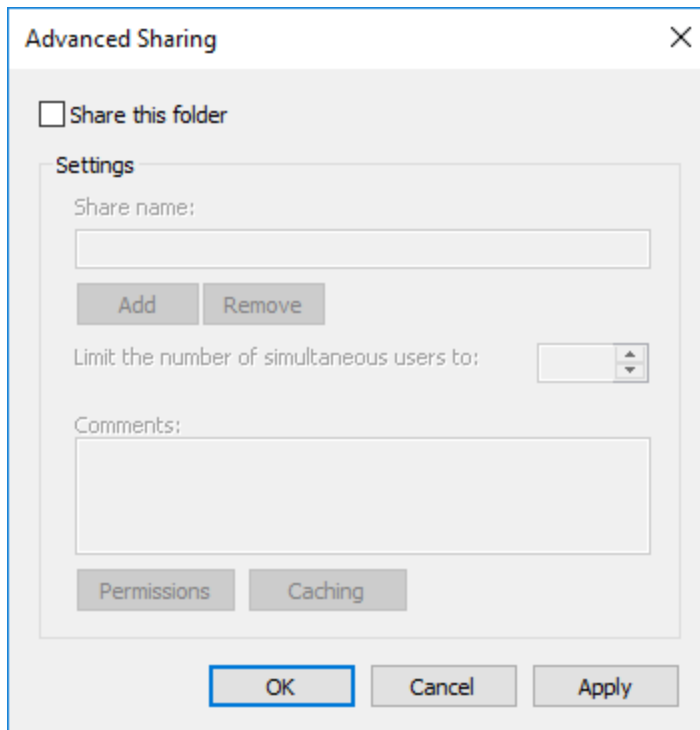 Advanced Sharing
Share this folder
Settings
Share name:
Add Remove
Limit the number of simultaneous users to:
Comments:
Permissions Caching
OK Cancel Apply